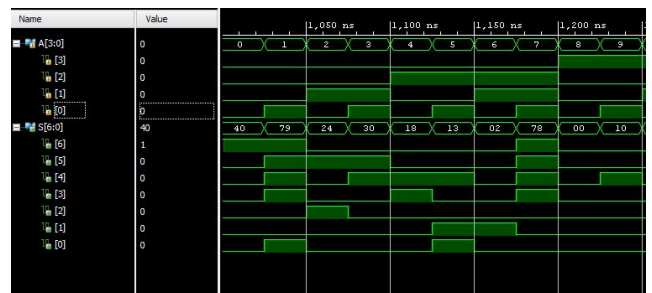 Name Value
1,050 ns 1,100 ns 1,150 ns 1,200 ns
A[3:0] 0 0 1 2 3 4 5 6 7 8 9
[3] 0
[2] 0
[1] 0
[0] 0
S[6:0] 40 40 79 24 30 18 13 02 78 00 10
[6] 1
[5] 0
[4] 0
[3] 0
[2] 0
[1] 0
[0] 0